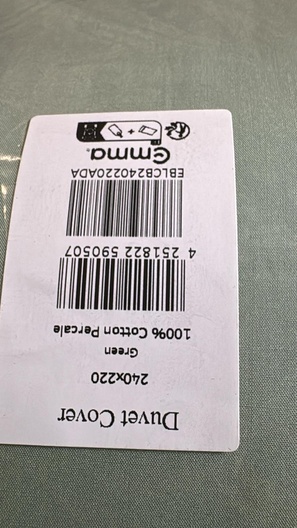 Duvet Cover
240x220
Green
100% Cotton Percale
4 251822 590507
EBLCB240220ADA
emma.